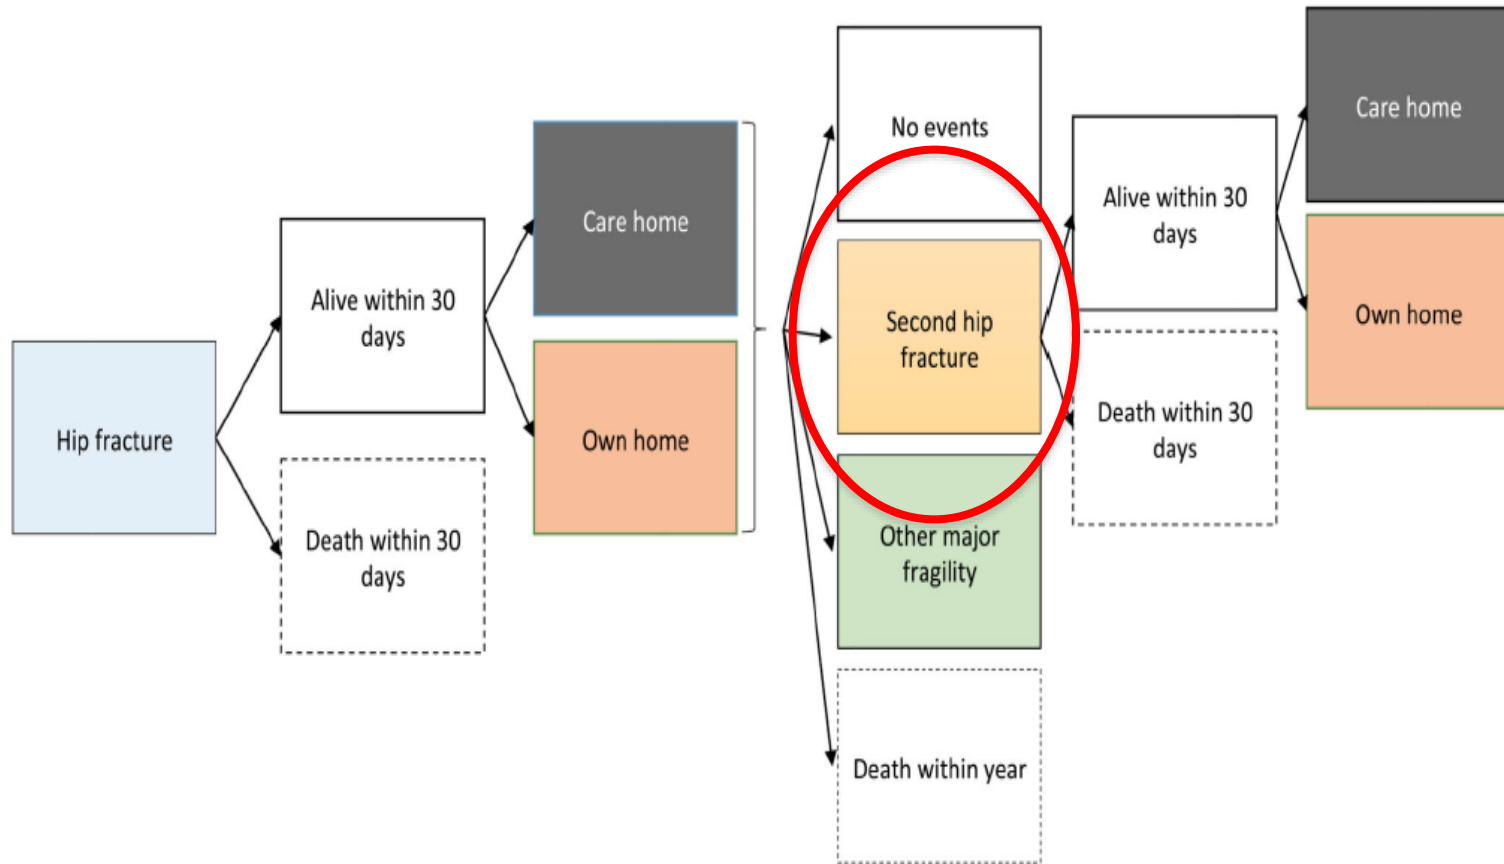 Hip fracture
Alive within 30
days
Death within 30
days
Care home
Own home
No events
Second hip
fracture
Other major
fragility
Death within year
Alive within 30
days
Death within 30
days
Care home
Own home